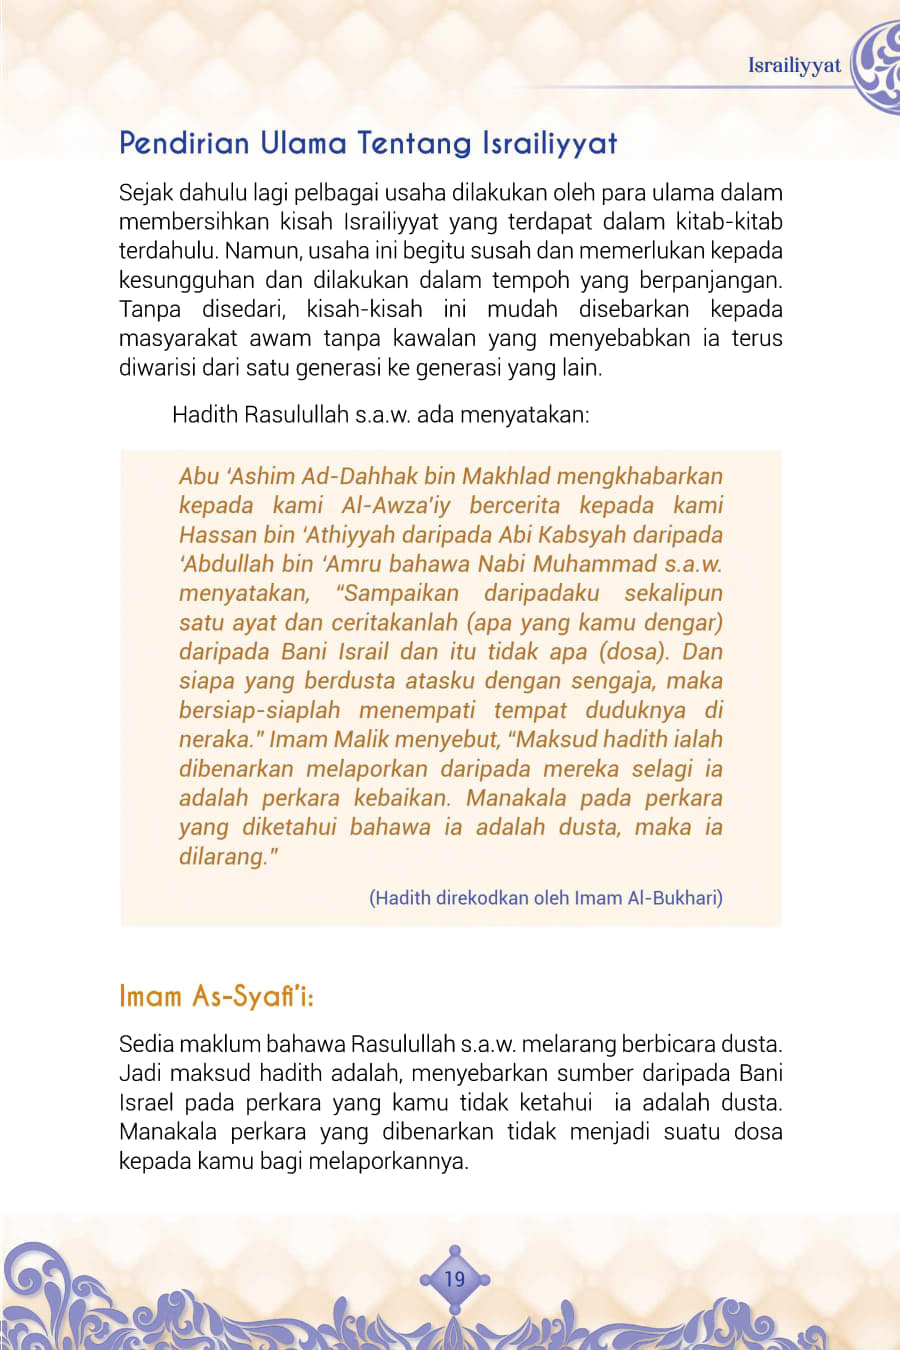 Israiliyyat
Pendirian Ulama Tentang Israiliyyat
Sejak dahulu lagi pelbagai usaha dilakukan oleh para ulama dalam
membersihkan kisah Israiliyyat yang terdapat dalam kitab-kitab
terdahulu. Namun, usaha ini begitu susah dan memerlukan kepada
kesungguhan dan dilakukan dalam tempoh yang berpanjangan.
Tanpa disedari, kisah-kisah ini mudah disebarkan kepada
masyarakat awam tanpa kawalan yang menyebabkan ia terus
diwarisi dari satu generasi ke generasi yang lain.
Hadith Rasulullah s.a.w. ada menyatakan:
Abu ‘Ashim Ad-Dahhak bin Makhlad mengkhabarkan
kepada kami Al-Awza'iy bercerita kepada kami
Hassan bin ‘Athiyyah daripada Abi Kabsyah daripada
‘Abdullah bin ‘Amru bahawa Nabi Muhammad s.a.w.
menyatakan, “Sampaikan daripadaku sekalipun
satu ayat dan ceritakanlah (apa yang kamu dengar)
daripada Bani Israil dan itu tidak apa (dosa). Dan
siapa yang berdusta atasku dengan sengaja, maka
bersiap-siaplah menempati tempat duduknya di
neraka.” Imam Malik menyebut, “Maksud hadith ialah
dibenarkan melaporkan daripada mereka selagi ia
adalah perkara kebaikan. Manakala pada perkara
yang diketahui bahawa ia adalah dusta, maka ia
dilarang.”
(Hadith direkodkan oleh Imam Al-Bukhari)
Imam As-Syafi'i:
Sedia maklum bahawa Rasulullah s.a.w. melarang berbicara dusta.
Jadi maksud hadith adalah, menyebarkan sumber daripada Bani
Israel pada perkara yang kamu tidak ketahui ia adalah dusta.
Manakala perkara yang dibenarkan tidak menjadi suatu dosa
kepada kamu bagi melaporkannya.
19